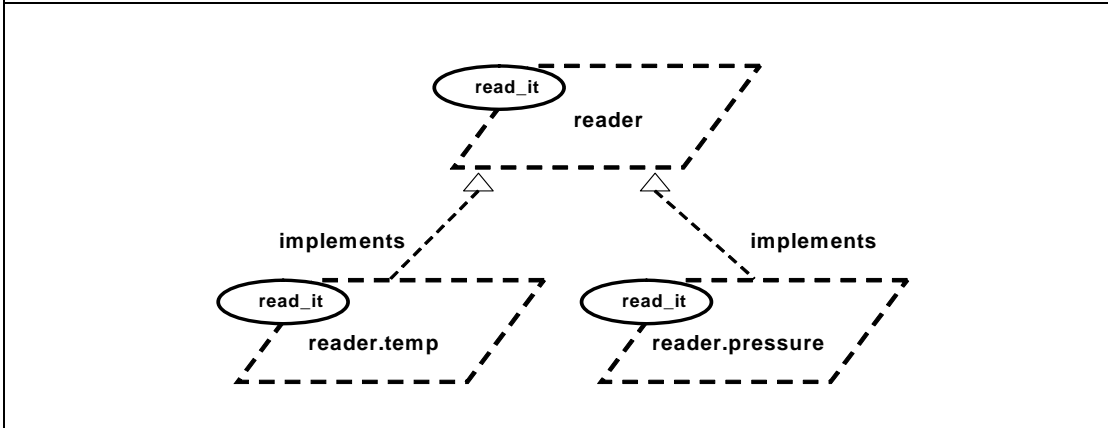 read_it
reader
implements
implements
read_it
read_it
reader.temp
reader.pressure